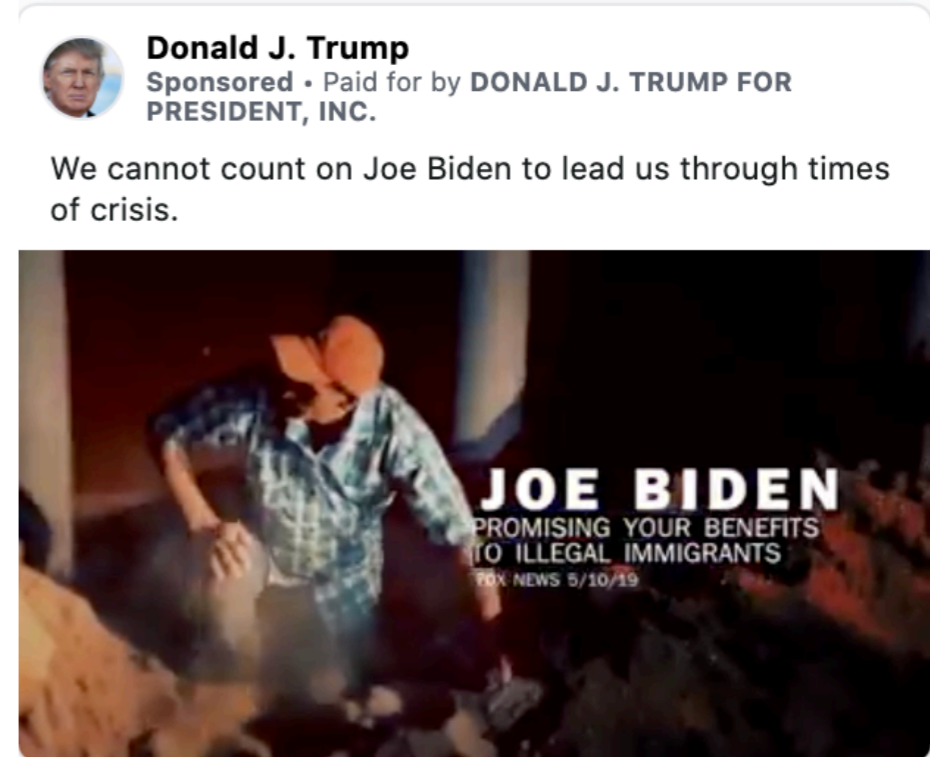 Donald J. Trump
Sponsored • Paid for by DONALD J. TRUMP FOR
PRESIDENT, INC.
We cannot count on Joe Biden to lead us through times
of crisis.
JOE BIDEN
PROMISING YOUR BENEFITS
TO ILLEGAL IMMIGRANTS
FOX NEWS 5/10/19